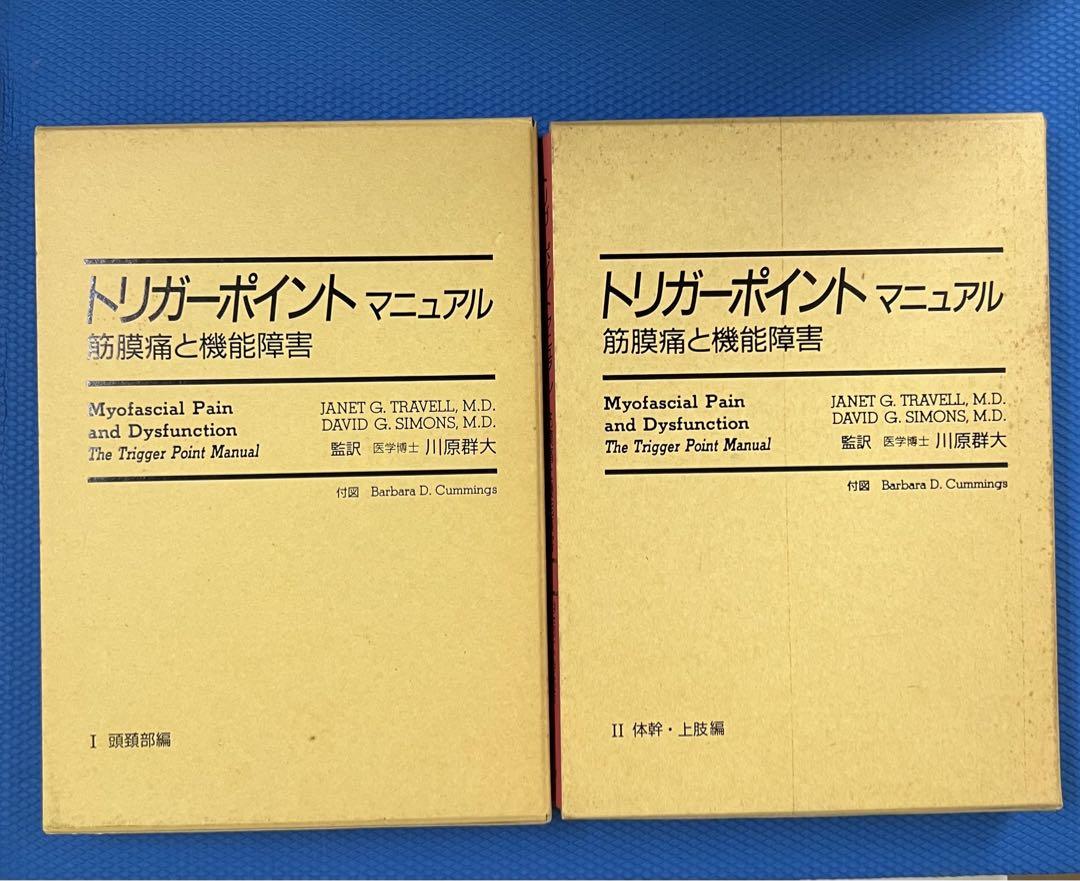 トリガーポイント マニュアル
筋膜痛と機能障害
Myofascial Pain
and Dysfunction
The Trigger Point Manual
JANET G. TRAVELL, M.D.
DAVID G. SIMONS, M.D.
監訳 医学博士 川原群大
付図 Barbara D. Cummings
I 頭頚部編
トリガーポイント マニュアル
筋膜痛と機能障害
Myofascial Pain
and Dysfunction
The Trigger Point Manual
JANET G. TRAVELL, M.D.
DAVID G. SIMONS, M.D.
監訳 医学博士 川原群大
付図 Barbara D. Cummings
II 体幹・上肢編